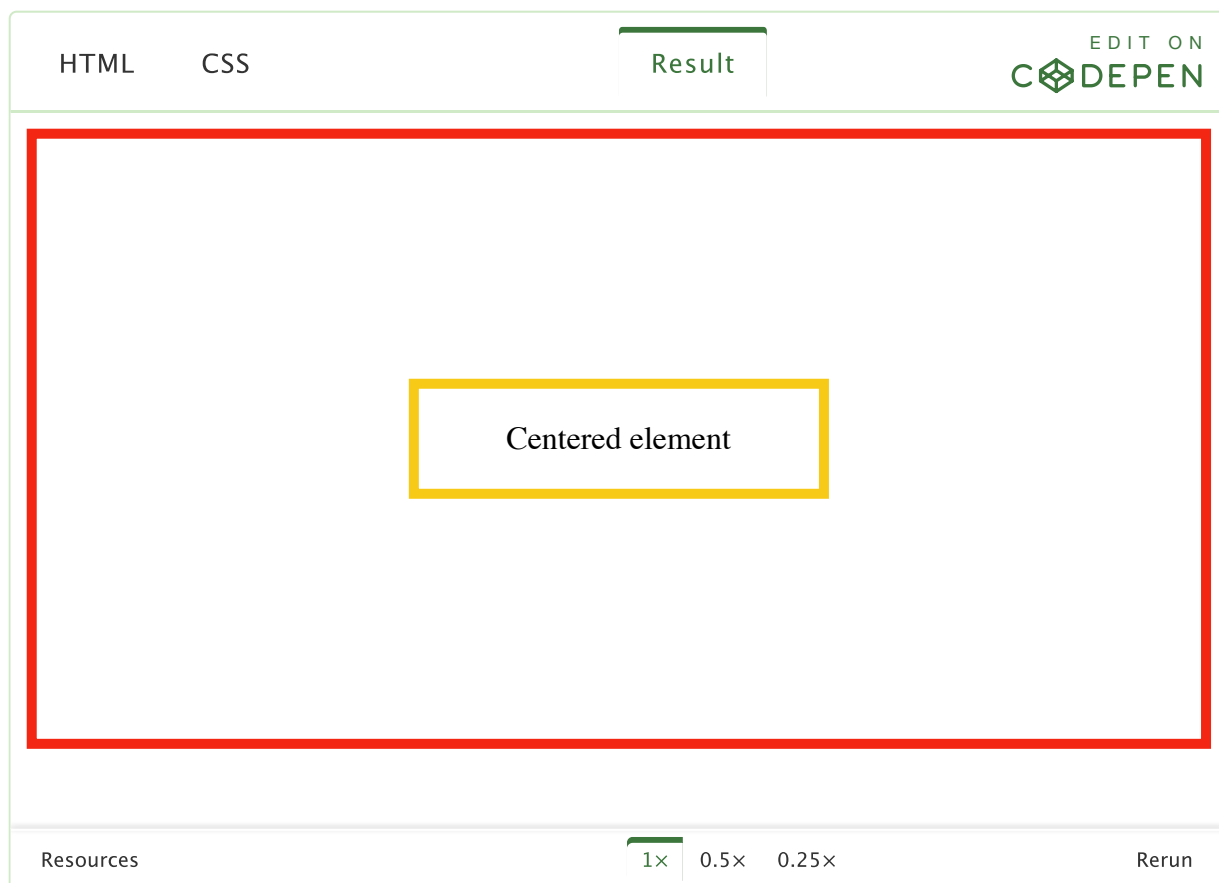 HTML CSS Result EDIT ON
CODEPEN
Centered element
Resources 1× 0.5× 0.25× Rerun